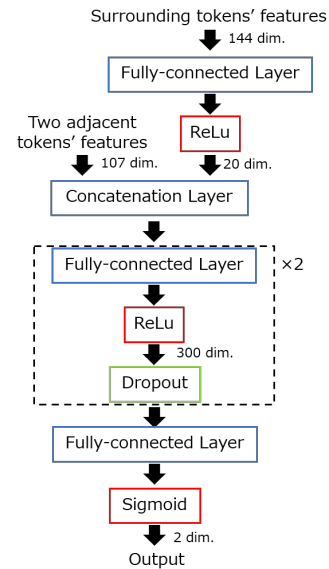 Surrounding tokens' features
144 dim.
Fully-connected Layer
ReLu
Two adjacent
tokens' features
107 dim.
20 dim.
Concatenation Layer
Fully-connected Layer
×2
ReLu
300 dim.
Dropout
Fully-connected Layer
Sigmoid
2 dim.
Output